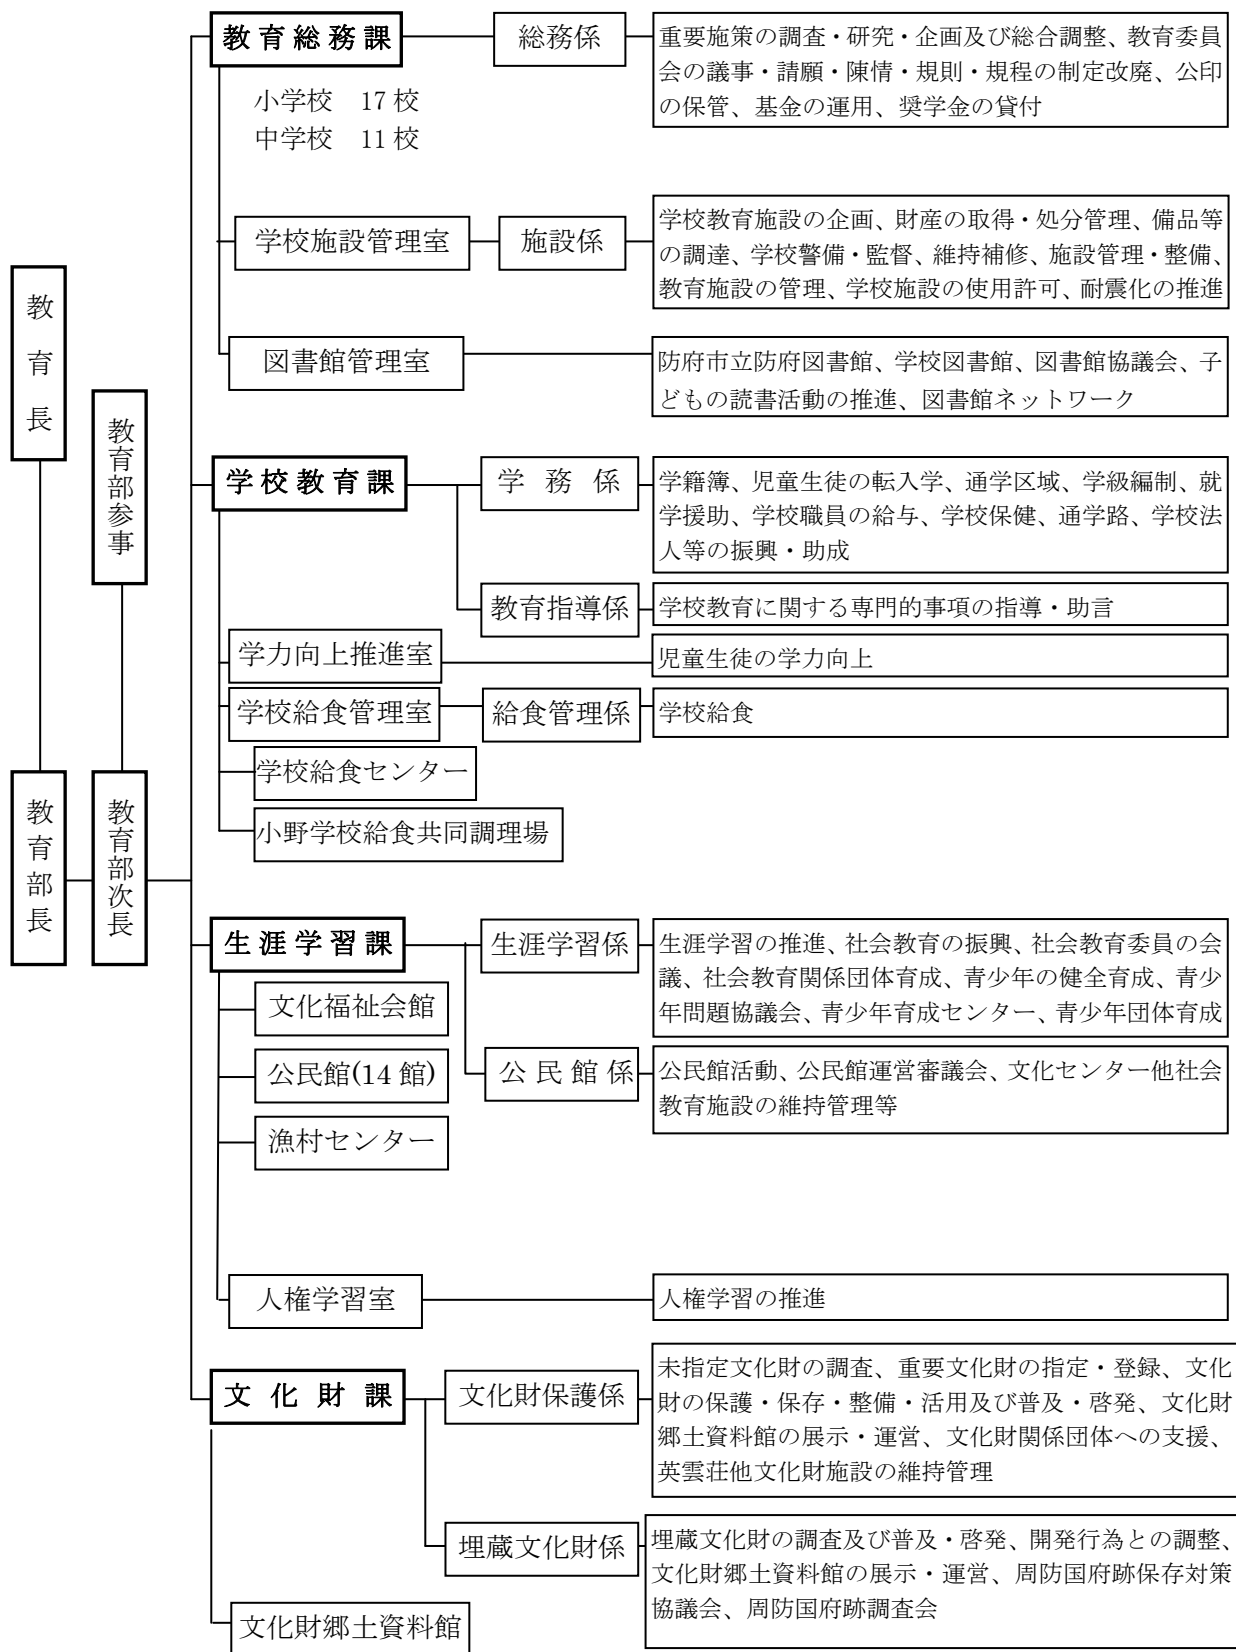 教育長
教育部長
教育部参事
教育部次長
教育総務課
小学校　17 校
中学校　11 校
総務係
重要施策の調査・研究・企画及び総合調整、教育委員
会の議事・請願・陳情・規則・規程の制定改廃、公印
の保管、基金の運用、奨学金の貸付
学校施設管理室
施設係
学校教育施設の企画、財産の取得・処分管理、備品等
の調達、学校警備・監督、維持補修、施設管理・整備、
教育施設の管理、学校施設の使用許可、耐震化の推進
図書館管理室
防府市立防府図書館、学校図書館、図書館協議会、子
どもの読書活動の推進、図書館ネットワーク
学校教育課
学務係
学籍簿、児童生徒の転入学、通学区域、学級編制、就
学援助、学校職員の給与、学校保健、通学路、学校法
人等の振興・助成
教育指導係
学校教育に関する専門的事項の指導・助言
学力向上推進室
児童生徒の学力向上
学校給食管理室
給食管理係
学校給食
学校給食センター
小野学校給食共同調理場
生涯学習課
生涯学習係
生涯学習の推進、社会教育の振興、社会教育委員の会
議、社会教育関係団体育成、青少年の健全育成、青少
年問題協議会、青少年育成センター、青少年団体育成
文化福祉会館
公民館(14 館)
公民館係
公民館活動、公民館運営審議会、文化センター他社会
教育施設の維持管理等
漁村センター
人権学習室
人権学習の推進
文化財課
文化財保護係
未指定文化財の調査、重要文化財の指定・登録、文化
財の保護・保存・整備・活用及び普及・啓発、文化財
郷土資料館の展示・運営、文化財関係団体への支援、
英雲荘他文化財施設の維持管理
埋蔵文化財係
埋蔵文化財の調査及び普及・啓発、開発行為との調整、
文化財郷土資料館の展示・運営、周防国府跡保存対策
協議会、周防国府跡調査会
文化財郷土資料館